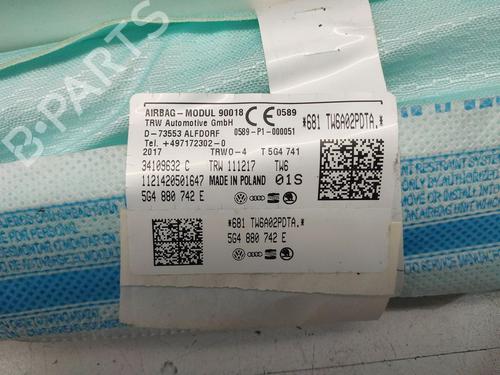 B-PARTS
AIRBAG - MODUL 90018 CE 0589
TRW Automotive GmbH
D-73553 ALFDORF 0589-P1-000051
Tel. +497172302-0
2017 TRWO-4 T 5G4 741
34109632 C TRW 111217 TW6
1121420501647 MADE IN POLAND 01S
5G4 880 742 E
*681 TW6A02PDTA.*
*681 TW6A02PDTA.*
5G4 880 742 E